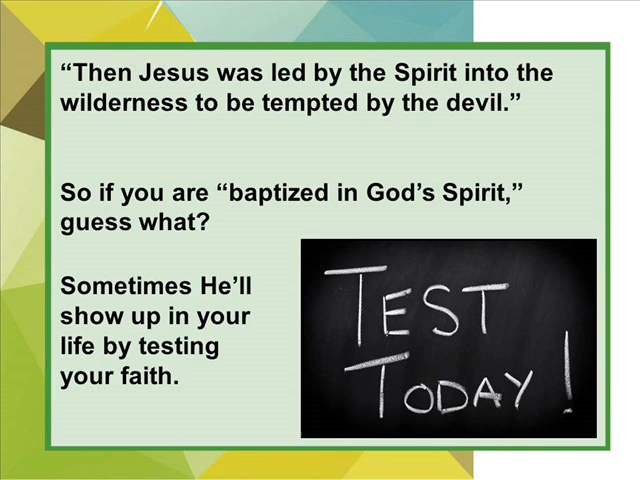 “Then Jesus was led by the Spirit into the
wilderness to be tempted by the devil.”
So if you are “baptized in God’s Spirit,”
guess what?
Sometimes He’ll
show up in your
life by testing
your faith.
TEST
TODAY!